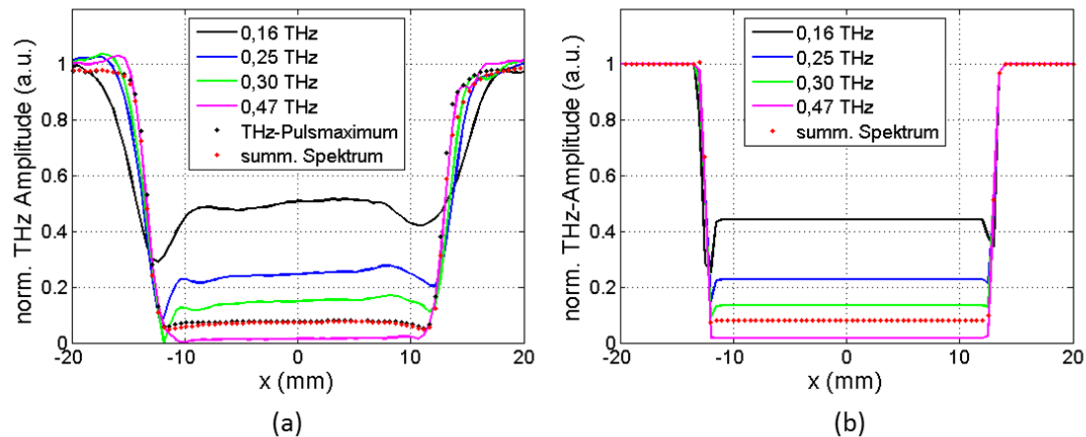 norm. THz Amplitude (a.u.)
1
0.8
0.6
0.4
0.2
0
-20
-10
0
10
20
x (mm)
0,16 THz
0,25 THz
0,30 THz
0,47 THz
THz-Pulsmaximum
summ. Spektrum
(a)
norm. THz-Amplitude (a.u.)
1
0.8
0.6
0.4
0.2
0
-20
-10
0
10
20
x (mm)
0,16 THz
0,25 THz
0,30 THz
0,47 THz
summ. Spektrum
(b)